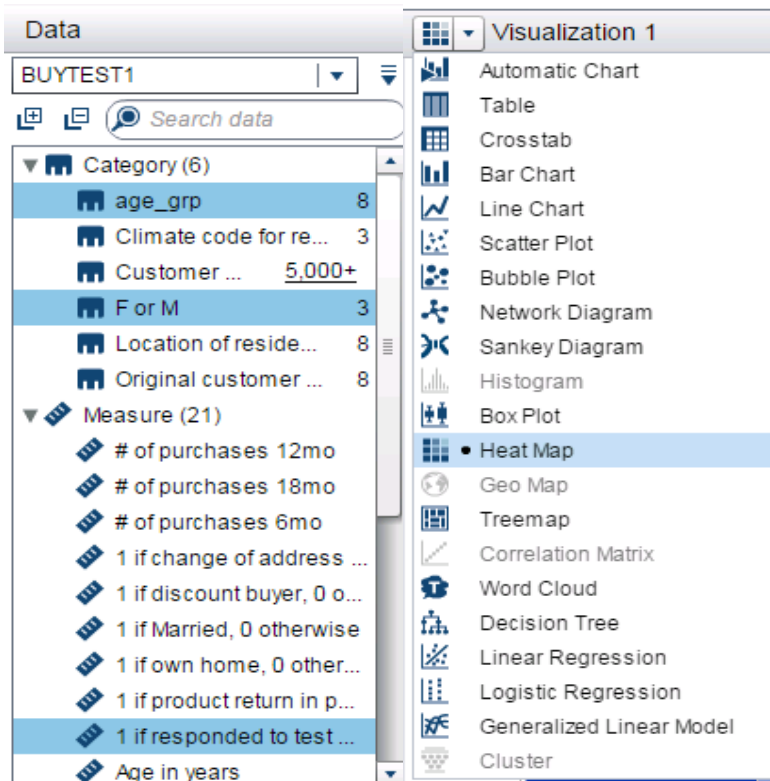 Data
BUYTEST1
Search data
Category (6)
age_grp 8
Climate code for re... 3
Customer ... 5,000+
F or M 3
Location of reside... 8
Original customer ... 8
Measure (21)
# of purchases 12mo
# of purchases 18mo
# of purchases 6mo
1 if change of address ...
1 if discount buyer, 0 o...
1 if Married, 0 otherwise
1 if own home, 0 other...
1 if product return in p...
1 if responded to test ...
Age in years
Visualization 1
Automatic Chart
Table
Crosstab
Bar Chart
Line Chart
Scatter Plot
Bubble Plot
Network Diagram
Sankey Diagram
Histogram
Box Plot
Heat Map
Geo Map
Treemap
Correlation Matrix
Word Cloud
Decision Tree
Linear Regression
Logistic Regression
Generalized Linear Model
Cluster